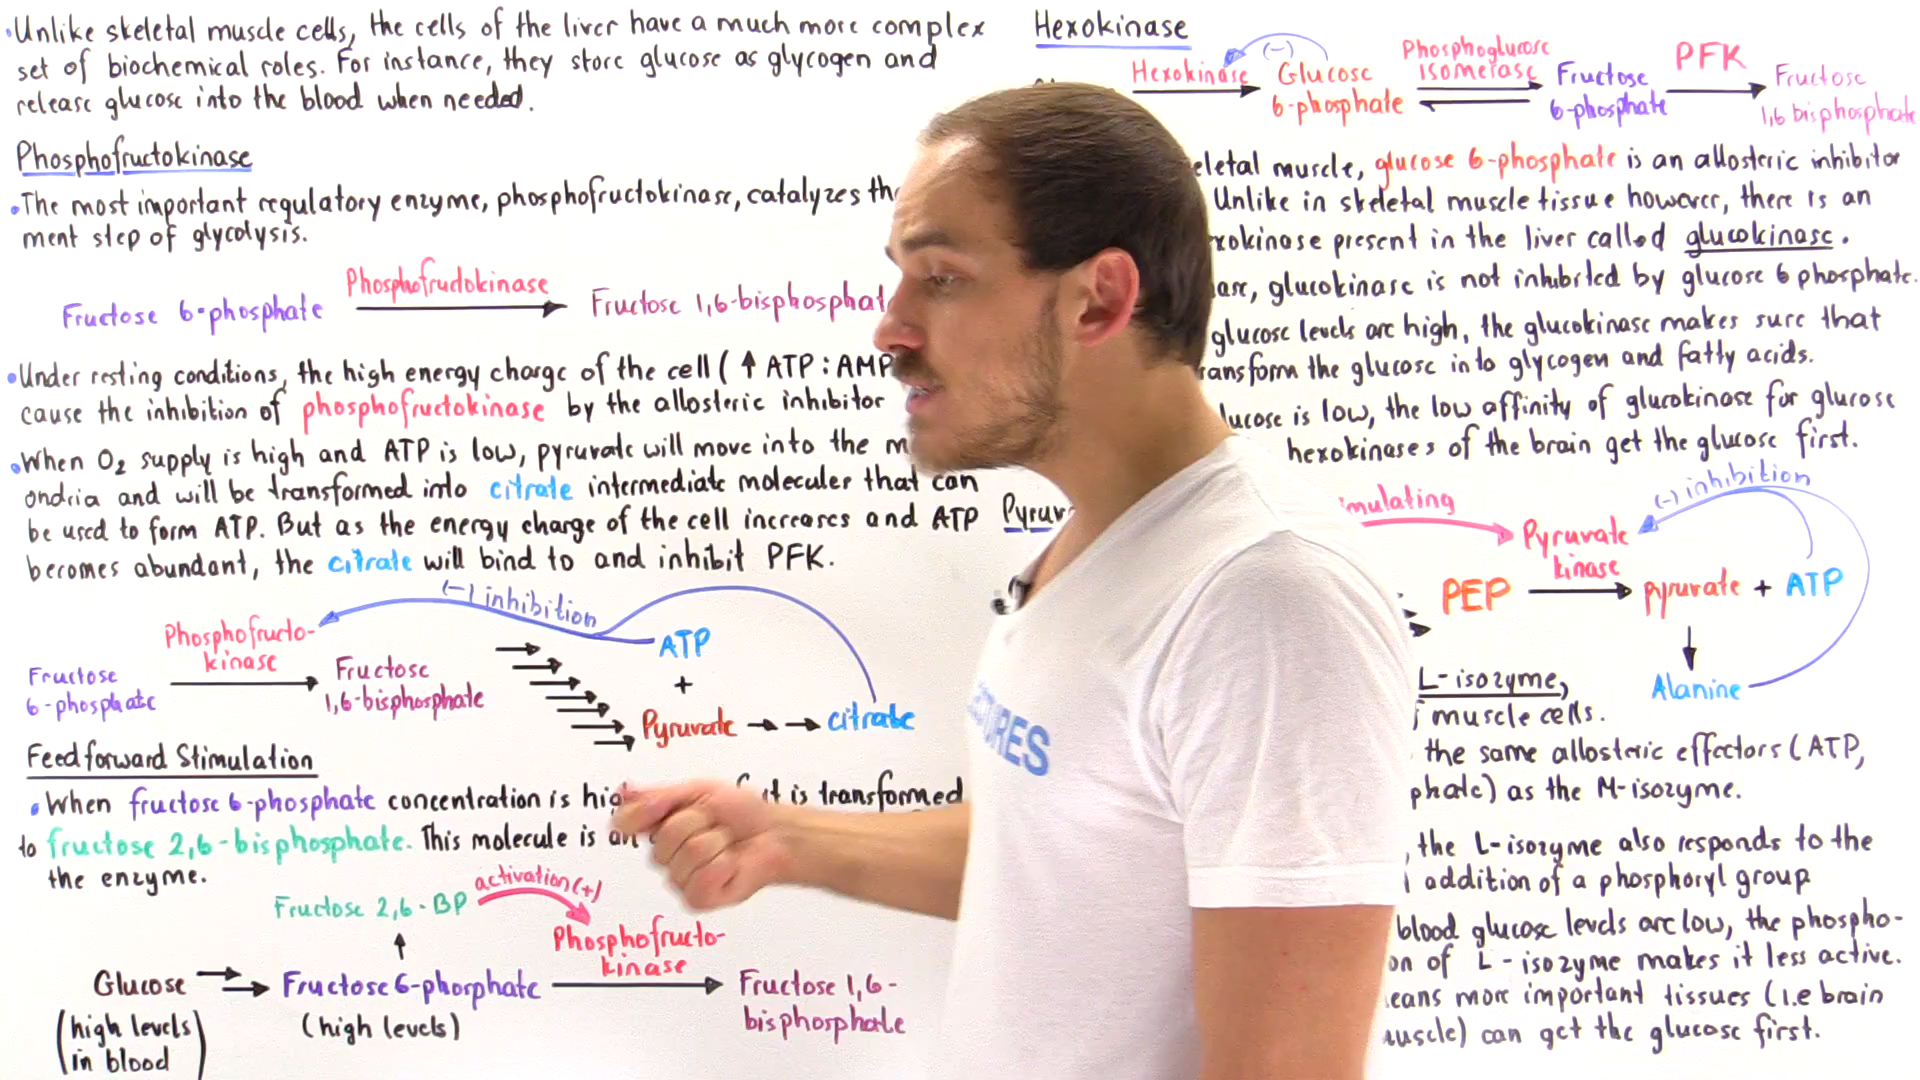 •Unlike skeletal muscle cells, the cells of the liver have a much more complex
set of biochemical roles. For instance, they store glucose as glycogen and
release glucose into the blood when needed.
Phosphofructokinase
•The most important regulatory enzyme, phosphofructokinase, catalyzes th
ment step of glycolysis.
Phosphofrudokinase
Fructose 6-phosphate
Fructose 1,6-bisphosphat
•Under resting conditions, the high energy charge of the cell (↑ATP:AMP
cause the inhibition of phosphofructokinase by the allosteric inhibitor
•When O2 supply is high and ATP is low, pyruvate will move into the m
ondria and will be transformed into citrate intermediate moleculer that can
be used to form ATP. But as the energy charge of the cell increares and ATP
becomes abundant, the citrate will bind to and inhibit PFK.
(-) inhibition
Phosphofructo-
kinase
ATP
Fructose
6-phosphate
Fructose
1,6-bisphosphate
+
Pyruvate
citrate
Feedforward Stimulation
•When fructose 6-phosphate concentration is hig it is transformed
to fructose 2,6-bisphosphate. This molecule is an
the enzyme.
activation(+)
Fructose 2,6-BP
Phosphofructo-
kinase
Glucose
Fructose 6-phorphate
Fructose 1,6-
bisphosphate
(high levels
in blood)
(high levels)
Hexokinase
(-)
Hexokinase
Glucose
6-phosphate
Phosphoglucose
isomerase
Fructose
6-phosphate
PFK
Fructose
1,6 bisphosphate
eletal muscle, glucose 6-phosphate is an allosteric inhibitor
Unlike in skeletal muscle tissue however, there is an
xokinase present in the liver called glucokinase.
ase, glucokinase is not inhibited by glucose 6 phosphate.
glucose levels are high, the glucokinase makes sure that
ansform the glucose into glycogen and fatty acids.
lucose is low, the low affinity of glucokinase for glucose
hexokinases of the brain get the glucose first.
Pyruv
mulating
(-) inhibition
Pyruvate
kinase
PEP
pyruvate + ATP
Alanine
L-isozyme,
muscle cells.
the same allosteric effectors (ATP,
phate) as the M-isozyme.
, the L-isozyme also responds to the
addition of a phosphoryl group
blood glucose levels are low, the phospho-
on of L-isozyme makes it less active.
eans more important tissues (i.e brain
uscle) can get the glucose first.
TURES